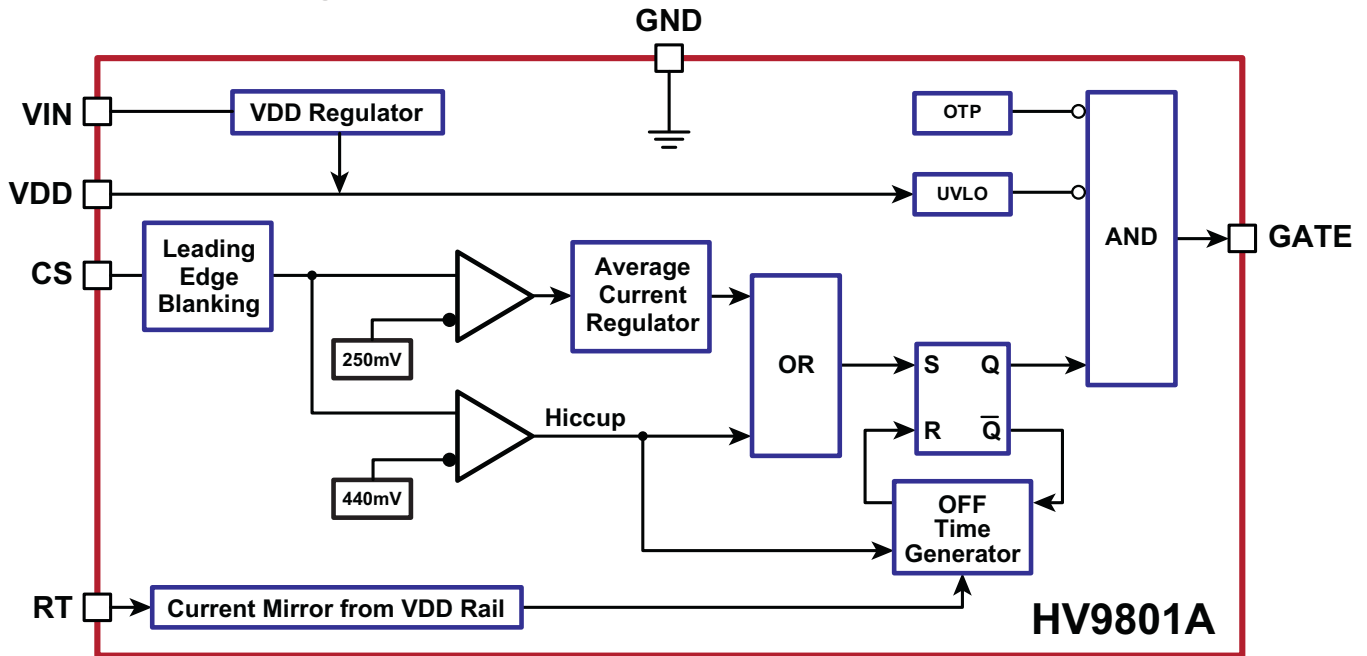 GND
VIN
VDD Regulator
OTP
VDD
UVLO
AND
GATE
CS
Leading
Edge
Blanking
250mV
Average
Current
Regulator
OR
S Q
R Q̅
440mV
Hiccup
OFF
Time
Generator
RT
Current Mirror from VDD Rail
HV9801A